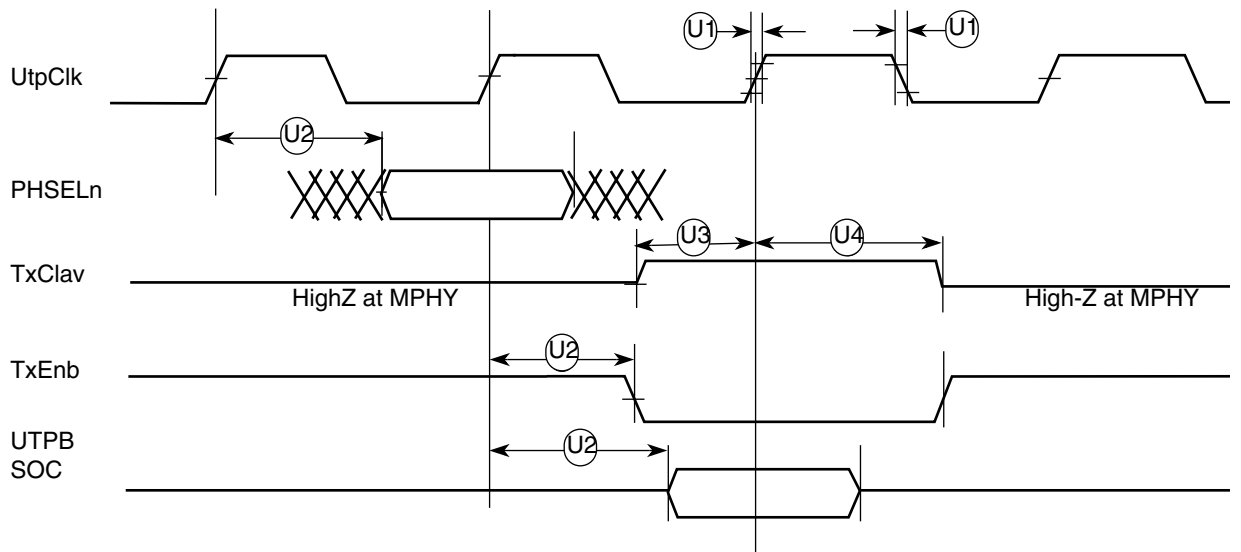 U1
U1
UtpClk
U2
PHSELn
U3
U4
TxClav
HighZ at MPHY
High-Z at MPHY
U2
TxEnb
UTPB
SOC
U2